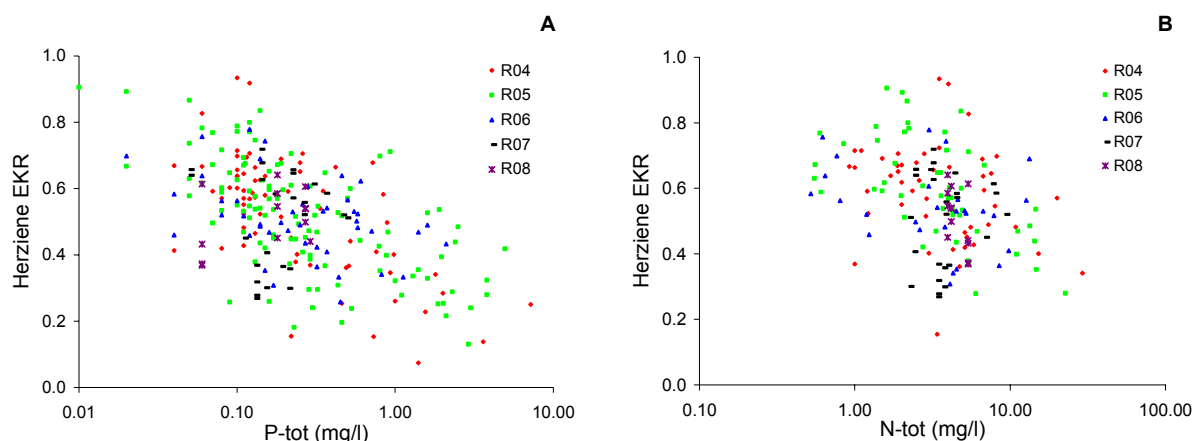 A
Herziene EKR
1.0
0.8
0.6
0.4
0.2
0.0
0.01 0.10 1.00 10.00
P-tot (mg/l)
R04
R05
R06
R07
R08
B
Herziene EKR
1.0
0.8
0.6
0.4
0.2
0.0
0.10 1.00 10.00 100.00
N-tot (mg/l)
R04
R05
R06
R07
R08